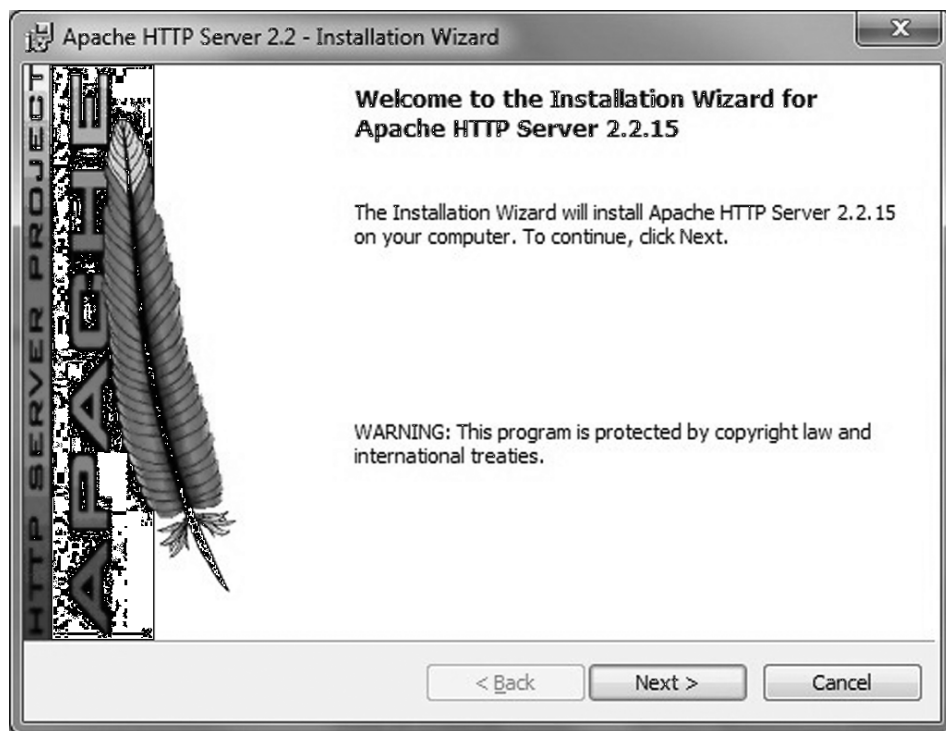 Apache HTTP Server 2.2 - Installation Wizard
HTTP SERVER PROJECT
APACHE
Welcome to the Installation Wizard for
Apache HTTP Server 2.2.15
The Installation Wizard will install Apache HTTP Server 2.2.15
on your computer. To continue, click Next.
WARNING: This program is protected by copyright law and
international treaties.
< Back Next > Cancel